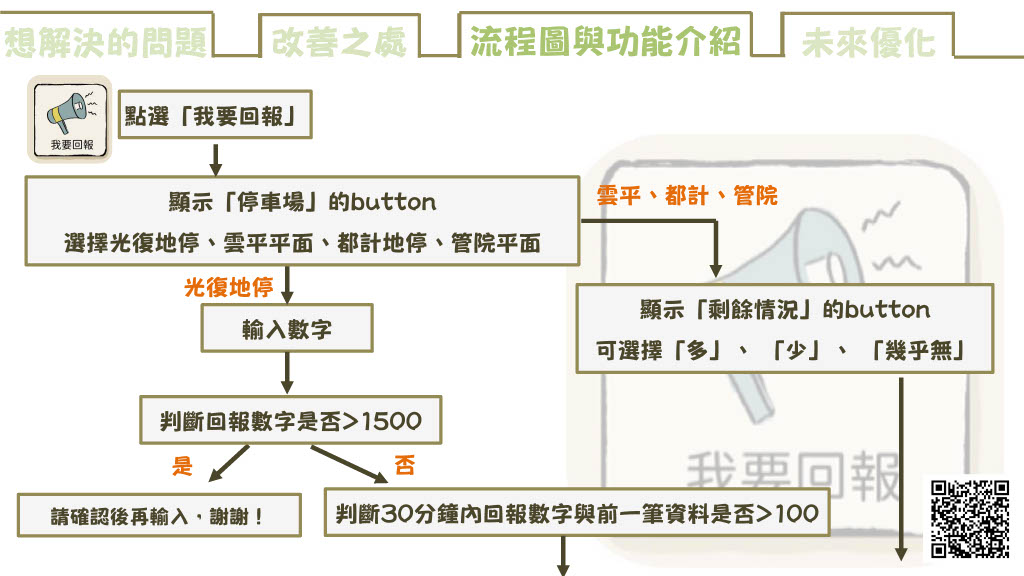 想解決的問題
改善之處
流程圖與功能介紹
未來優化
我要回報
點選「我要回報」
顯示「停車場」的button
選擇光復地停、雲平平面、都計地停、管院平面
雲平、都計、管院
光復地停
輸入數字
顯示「剩餘情況」的button
可選擇「多」、「少」、「幾乎無」
判斷回報數字是否>1500
是
否
我要回報
請確認後再輸入，謝謝！
判斷30分鐘內回報數字與前一筆資料是否>100